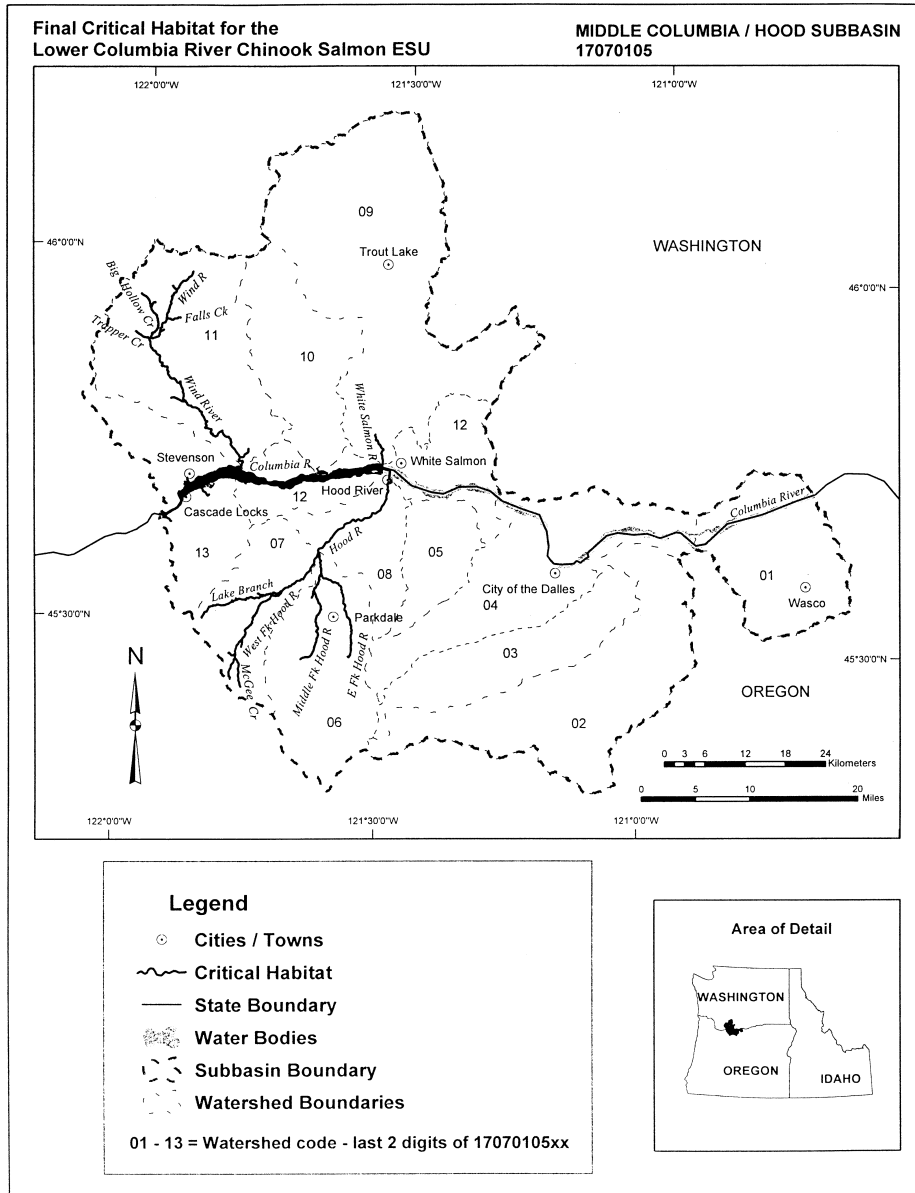 Final Critical Habitat for the
Lower Columbia River Chinook Salmon ESU
MIDDLE COLUMBIA / HOOD SUBBASIN
17070105
122°0'0"W
121°30'0"W
121°0'0"W
46°0'0"N
46°0'0"N
09
Trout Lake
WASHINGTON
Big Hollow Cr
Wind R
Falls Ck
Trapper Cr
11
10
Wind River
White Salmon R
12
Stevenson
Columbia R
White Salmon
Hood River
12
Cascade Locks
Columbia River
13
07
Hood R
05
08
01
City of the Dalles
04
Wasco
Lake Branch
45°30'0"N
West Fk Hood R
Parkdale
03
45°30'0"N
McGee Cr
Middle Fk Hood R
E Fk Hood R
OREGON
N
06
02
0 3 6 12 18 24
Kilometers
0 5 10 20
Miles
122°0'0"W
121°30'0"W
121°0'0"W
Legend
Cities / Towns
Critical Habitat
State Boundary
Water Bodies
Subbasin Boundary
Watershed Boundaries
01 - 13 = Watershed code - last 2 digits of 17070105xx
Area of Detail
WASHINGTON
OREGON
IDAHO